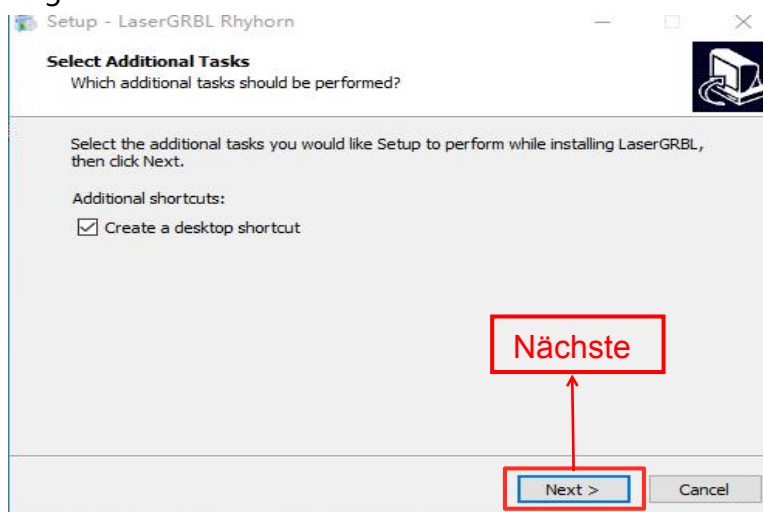 Setup - LaserGRBL Rhyhorn
Select Additional Tasks
Which additional tasks should be performed?
Select the additional tasks you would like Setup to perform while installing LaserGRBL,
then click Next.
Additional shortcuts:
Create a desktop shortcut
Nächste
Next >
Cancel